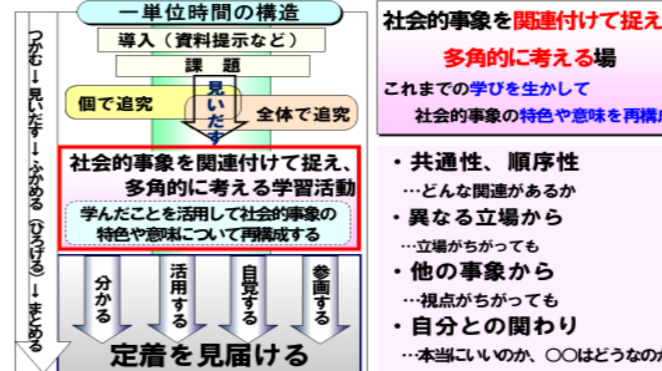 一単位時間の構造
導入(資料提示など)
課 題
見いだす
個で追究
全体で追究
社会的事象を関連付けて捉え、
多角的に考える学習活動
学んだことを活用して社会的事象の
特色や意味について再構成する
分かる
活用する
自覚する
参画する
定着を見届ける
つかむ→見いだす→ふかめる(ひろげる)→まとめる
社会的事象を関連付けて捉え
多角的に考える場
これまでの学びを生かして
社会的事象の特色や意味を再構成
・共通性、順序性
…どんな関連があるか
・異なる立場から
…立場がちがっても
・他の事象から
…視点がちがっても
・自分との関わり
…本当にいいのか、〇〇はどうなのか